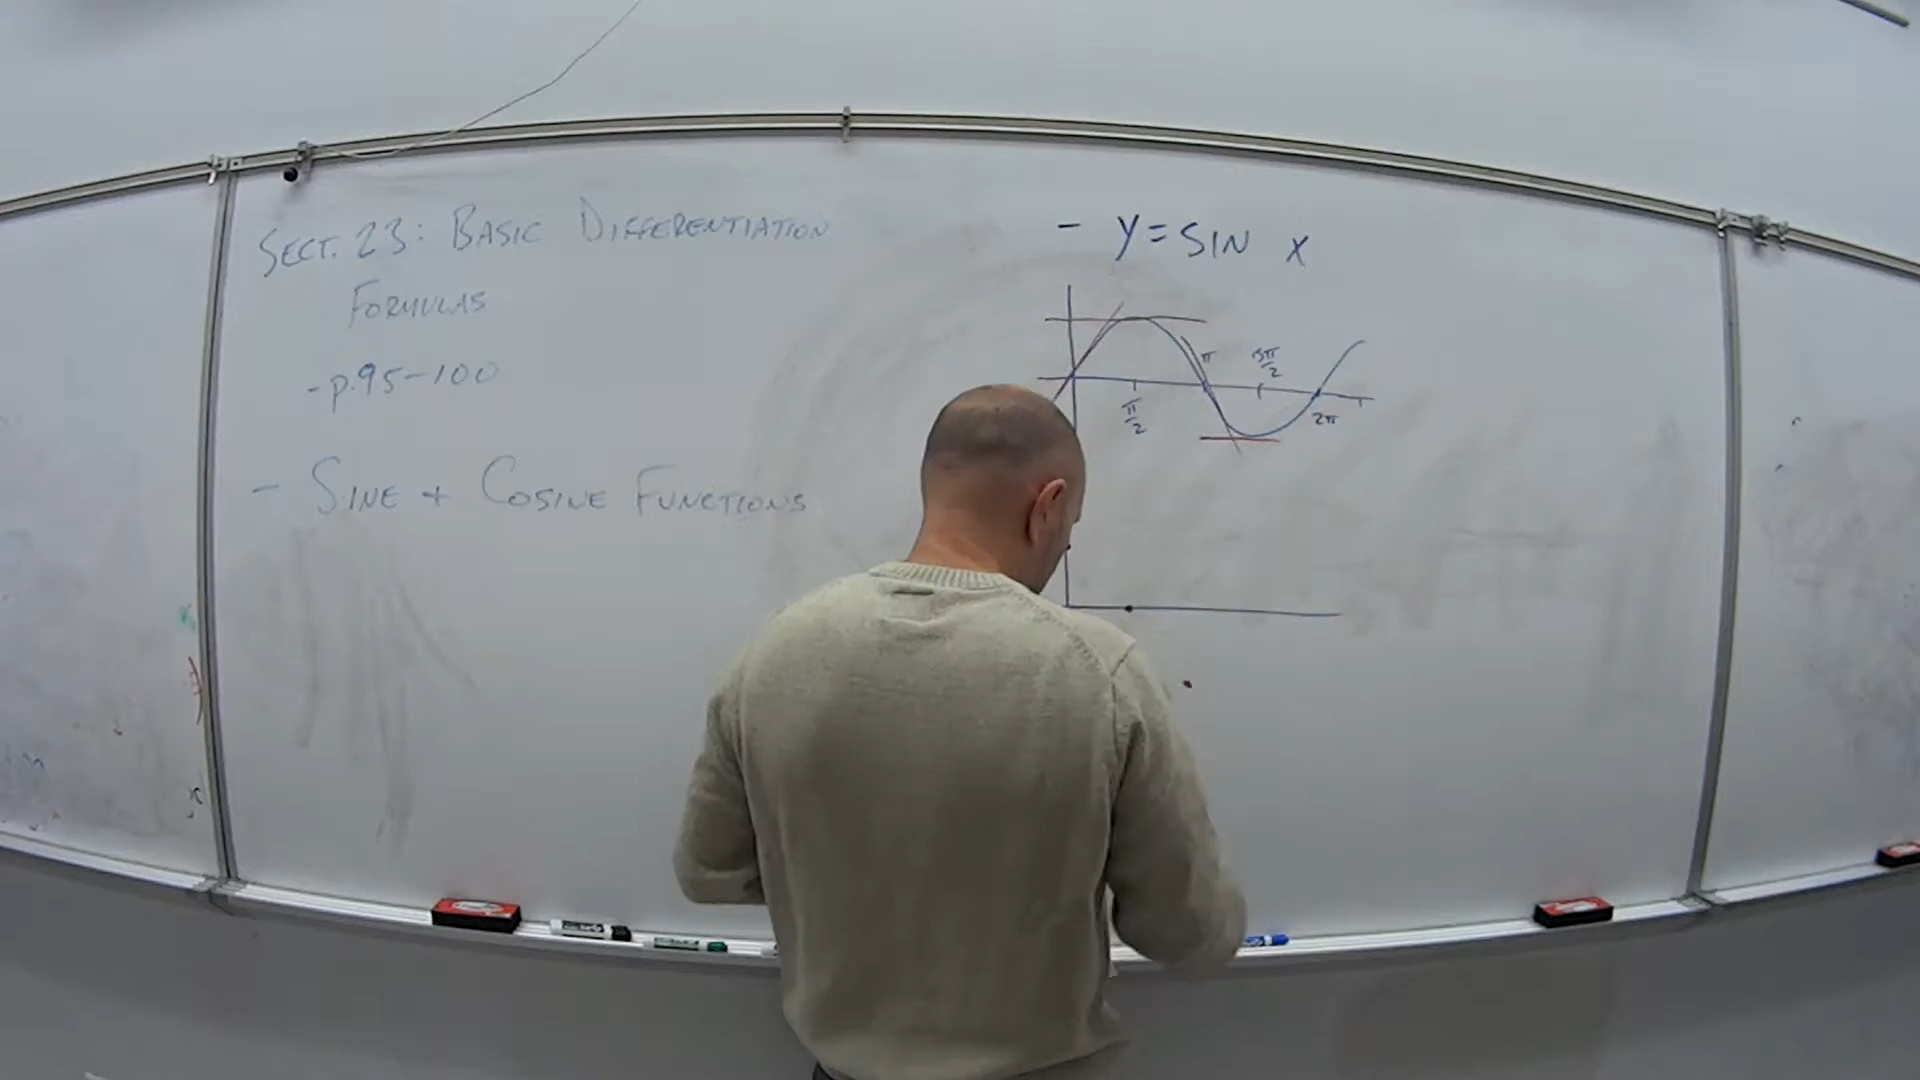 SECT. 23: BASIC DIFFERENTIATION
FORMULAS
-p.95-100
- SINE + COSINE FUNCTIONS
- y=SIN x
π
3π/2
π/2
2π